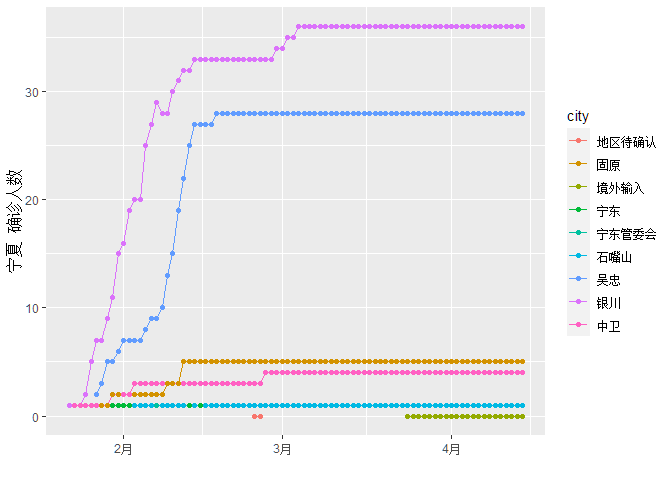 宁夏 确诊人数
30
20
10
0
2月
3月
4月
city
地区待确认
固原
境外输入
宁东
宁东管委会
石嘴山
吴忠
银川
中卫